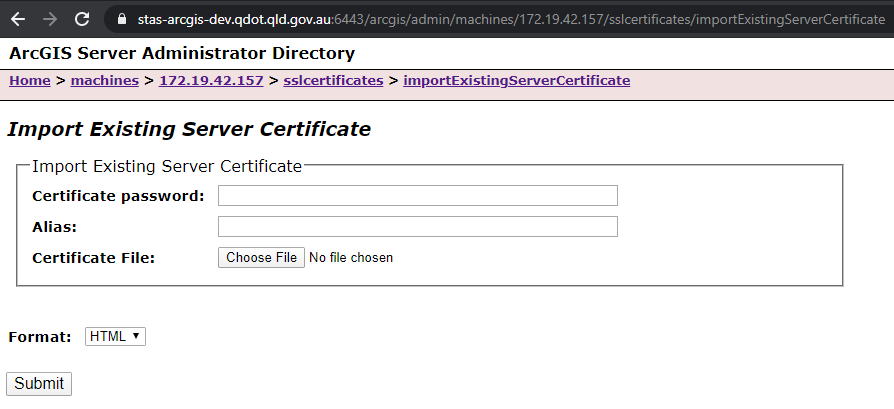 stas-arcgis-dev.qdot.qld.gov.au:6443/arcgis/admin/machines/172.19.42.157/sslcertificates/importExistingServerCertificate
ArcGIS Server Administrator Directory
Home > machines > 172.19.42.157 > sslcertificates > importExistingServerCertificate
Import Existing Server Certificate
Import Existing Server Certificate
Certificate password:
Alias:
Certificate File: Choose File No file chosen
Format: HTML
Submit